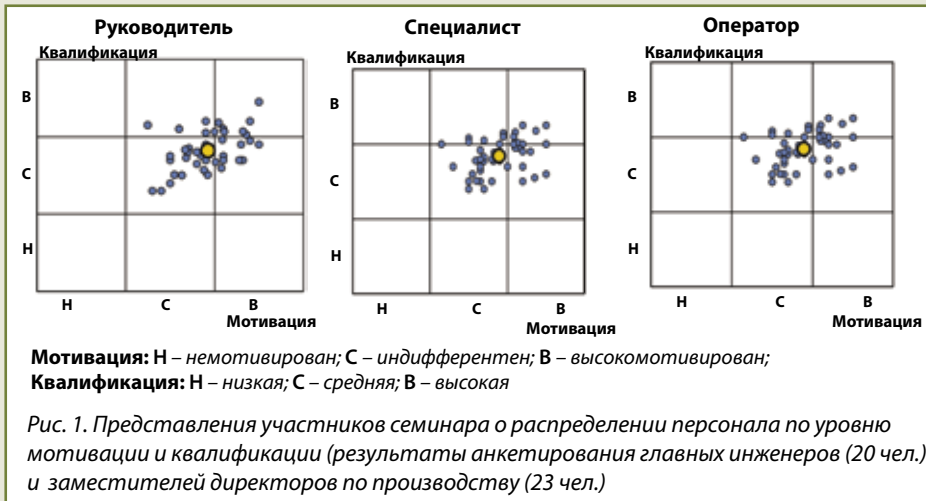 Руководитель
Квалификация
В
С
Н
Н С В
Мотивация
Специалист
Квалификация
В
С
Н
Н С В
Мотивация
Оператор
Квалификация
В
С
Н
Н С В
Мотивация
Мотивация: Н – немотивирован; С – индифферентен; В – высокомотивирован;
Квалификация: Н – низкая; С – средняя; В – высокая
Рис. 1. Представления участников семинара о распределении персонала по уровню
мотивации и квалификации (результаты анкетирования главных инженеров (20 чел.)
и заместителей директоров по производству (23 чел.)